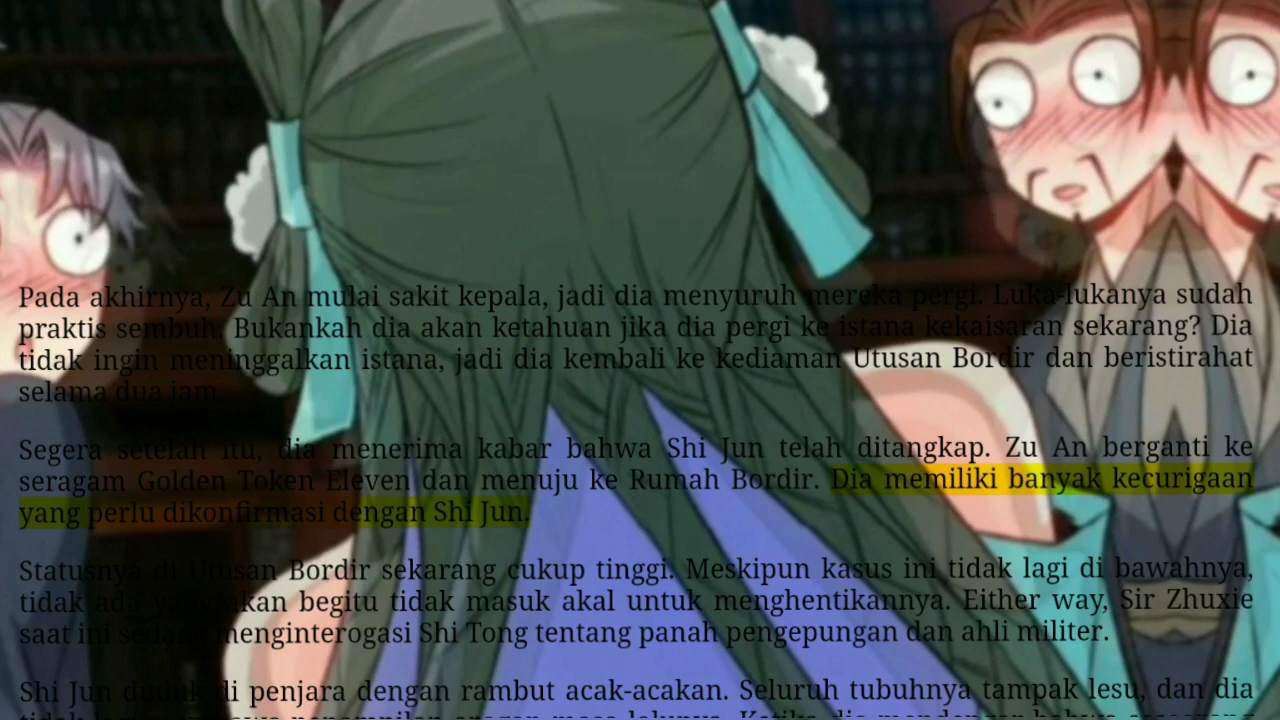 Pada akhirnya, Zu An mulai sakit kepala, jadi dia menyuruh mereka pergi. Luka-lukanya sudah
praktis sembuh. Bukankah dia akan ketahuan jika dia pergi ke istana kekaisaran sekarang? Dia
tidak ingin meninggalkan istana, jadi dia kembali ke kediaman Utusan Bordir dan beristirahat
selama dua jam.
Segera setelah itu, dia menerima kabar bahwa Shi Jun telah ditangkap. Zu An berganti ke
seragam Golden Token Eleven dan menuju ke Rumah Bordir. Dia memiliki banyak kecurigaan
yang perlu dikonfirmasi dengan Shi Jun.
Statusnya di Utusan Bordir sekarang cukup tinggi. Meskipun kasus ini tidak lagi di bawahnya,
tidak ada yang akan begitu tidak masuk akal untuk menghentikannya. Either way, Sir Zhuxie
saat ini sedang menginterogasi Shi Tong tentang panah pengepungan dan ahli militer.
Shi Jun duduk di penjara dengan rambut acak-acakan. Seluruh tubuhnya tampak lesu, dan dia